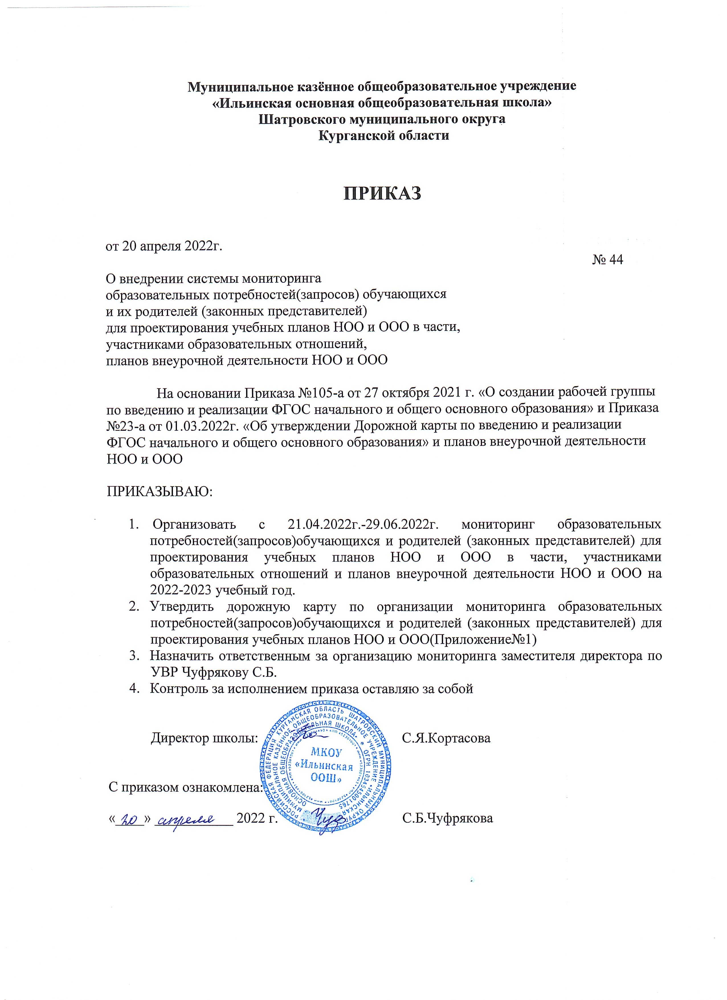 Муниципальное казённое общеобразовательное учреждение
«Ильинская основная общеобразовательная школа»
Шатровского муниципального округа
Курганской области
ПРИКАЗ
от 20 апреля 2022г.
№ 44
О внедрении системы мониторинга
образовательных потребностей(запросов) обучающихся
и их родителей (законных представителей)
для проектирования учебных планов НОО и ООО в части,
участниками образовательных отношений,
планов внеурочной деятельности НОО и ООО
На основании Приказа №105-а от 27 октября 2021 г. «О создании рабочей группы
по введению и реализации ФГОС начального и общего основного образования» и Приказа
№23-а от 01.03.2022г. «Об утверждении Дорожной карты по введению и реализации
ФГОС начального и общего основного образования» и планов внеурочной деятельности
НОО и ООО
ПРИКАЗЫВАЮ:
1. Организовать с 21.04.2022г.-29.06.2022г. мониторинг образовательных
потребностей(запросов)обучающихся и родителей (законных представителей) для
проектирования учебных планов НОО и ООО в части, участниками
образовательных отношений и планов внеурочной деятельности НОО и ООО на
2022-2023 учебный год.
2. Утвердить дорожную карту по организации мониторинга образовательных
потребностей(запросов)обучающихся и родителей (законных представителей) для
проектирования учебных планов НОО и ООО(Приложение№1)
3. Назначить ответственным за организацию мониторинга заместителя директора по
УВР Чуфрякову С.Б.
4. Контроль за исполнением приказа оставляю за собой
Директор школы: С.Я.Кортасова
РОССИЙСКАЯ ФЕДЕРАЦИЯ КУРГАНСКАЯ ОБЛАСТЬ ШАТРОВСКИЙ МУНИЦИПАЛЬНЫЙ ОКРУГ
МУНИЦИПАЛЬНОЕ КАЗЁННОЕ ОБЩЕОБРАЗОВАТЕЛЬНОЕ УЧРЕЖДЕНИЕ «ИЛЬИНСКАЯ
ОСНОВНАЯ ОБЩЕОБРАЗОВАТЕЛЬНАЯ ШКОЛА» * ОГРН 1034545001765
МКОУ
«Ильинская
ООШ»
С приказом ознакомлена:
«20» апреля 2022 г. С.Б.Чуфрякова